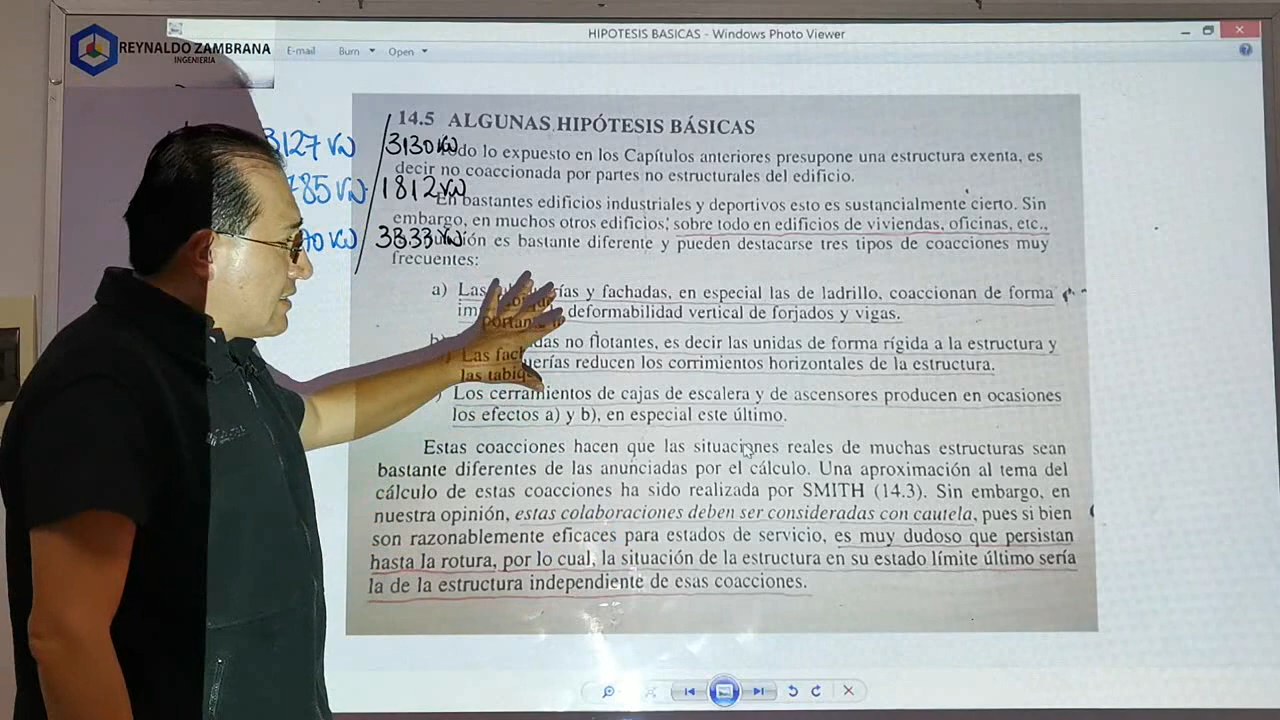 REYNALDO ZAMBRANA
INGENIERIA
HIPOTESIS BASICAS - Windows Photo Viewer
E-mail Burn Open
14.5 ALGUNAS HIPÓTESIS BÁSICAS
3127 KN 3130 KN
785 KN 1812 KN
70 KN 3333 KN
do lo expuesto en los Capítulos anteriores presupone una estructura exenta, es
decir no coaccionada por partes no estructurales del edificio.
En bastantes edificios industriales y deportivos esto es sustancialmente cierto. Sin
embargo, en muchos otros edificios, sobre todo en edificios de viviendas, oficinas, etc.,
es bastante diferente y pueden destacarse tres tipos de coacciones muy
frecuentes:
a) Las y fachadas, en especial las de ladrillo, coaccionan de forma
deformabilidad vertical de forjados y vigas.
no flotantes, es decir las unidas de forma rígida a la estructura y
reducen los corrimientos horizontales de la estructura.
Los cerramientos de cajas de escalera y de ascensores producen en ocasiones
los efectos a) y b), en especial este último.
Estas coacciones hacen que las situaciones reales de muchas estructuras sean
bastante diferentes de las anunciadas por el cálculo. Una aproximación al tema del
cálculo de estas coacciones ha sido realizada por SMITH (14.3). Sin embargo, en
nuestra opinión, estas colaboraciones deben ser consideradas con cautela, pues si bien
son razonablemente eficaces para estados de servicio, es muy dudoso que persistan
hasta la rotura, por lo cual, la situación de la estructura en su estado límite último sería
la de la estructura independiente de esas coacciones.